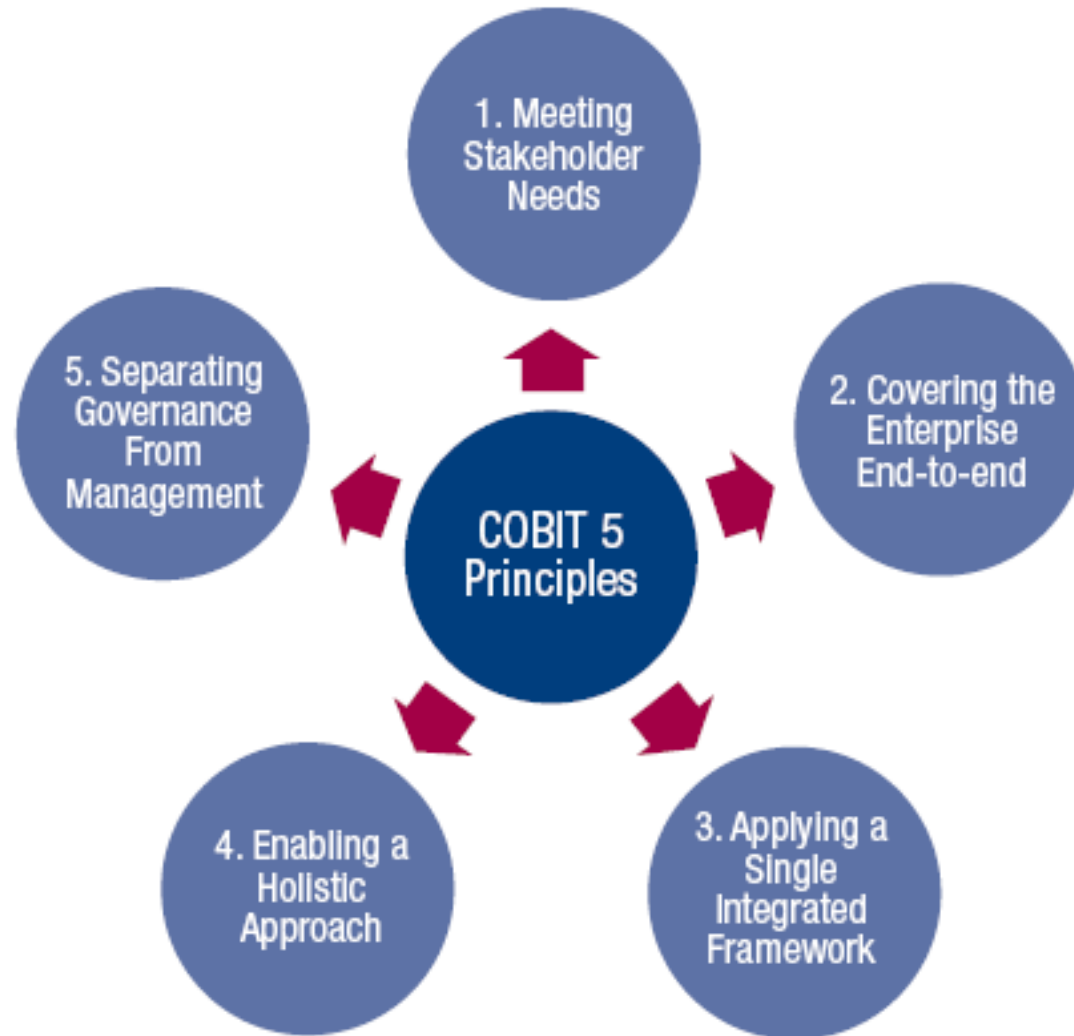 1. Meeting
Stakeholder
Needs
2. Covering the
Enterprise
End-to-end
3. Applying a
Single
Integrated
Framework
4. Enabling a
Holistic
Approach
5. Separating
Governance
From
Management
COBIT 5
Principles